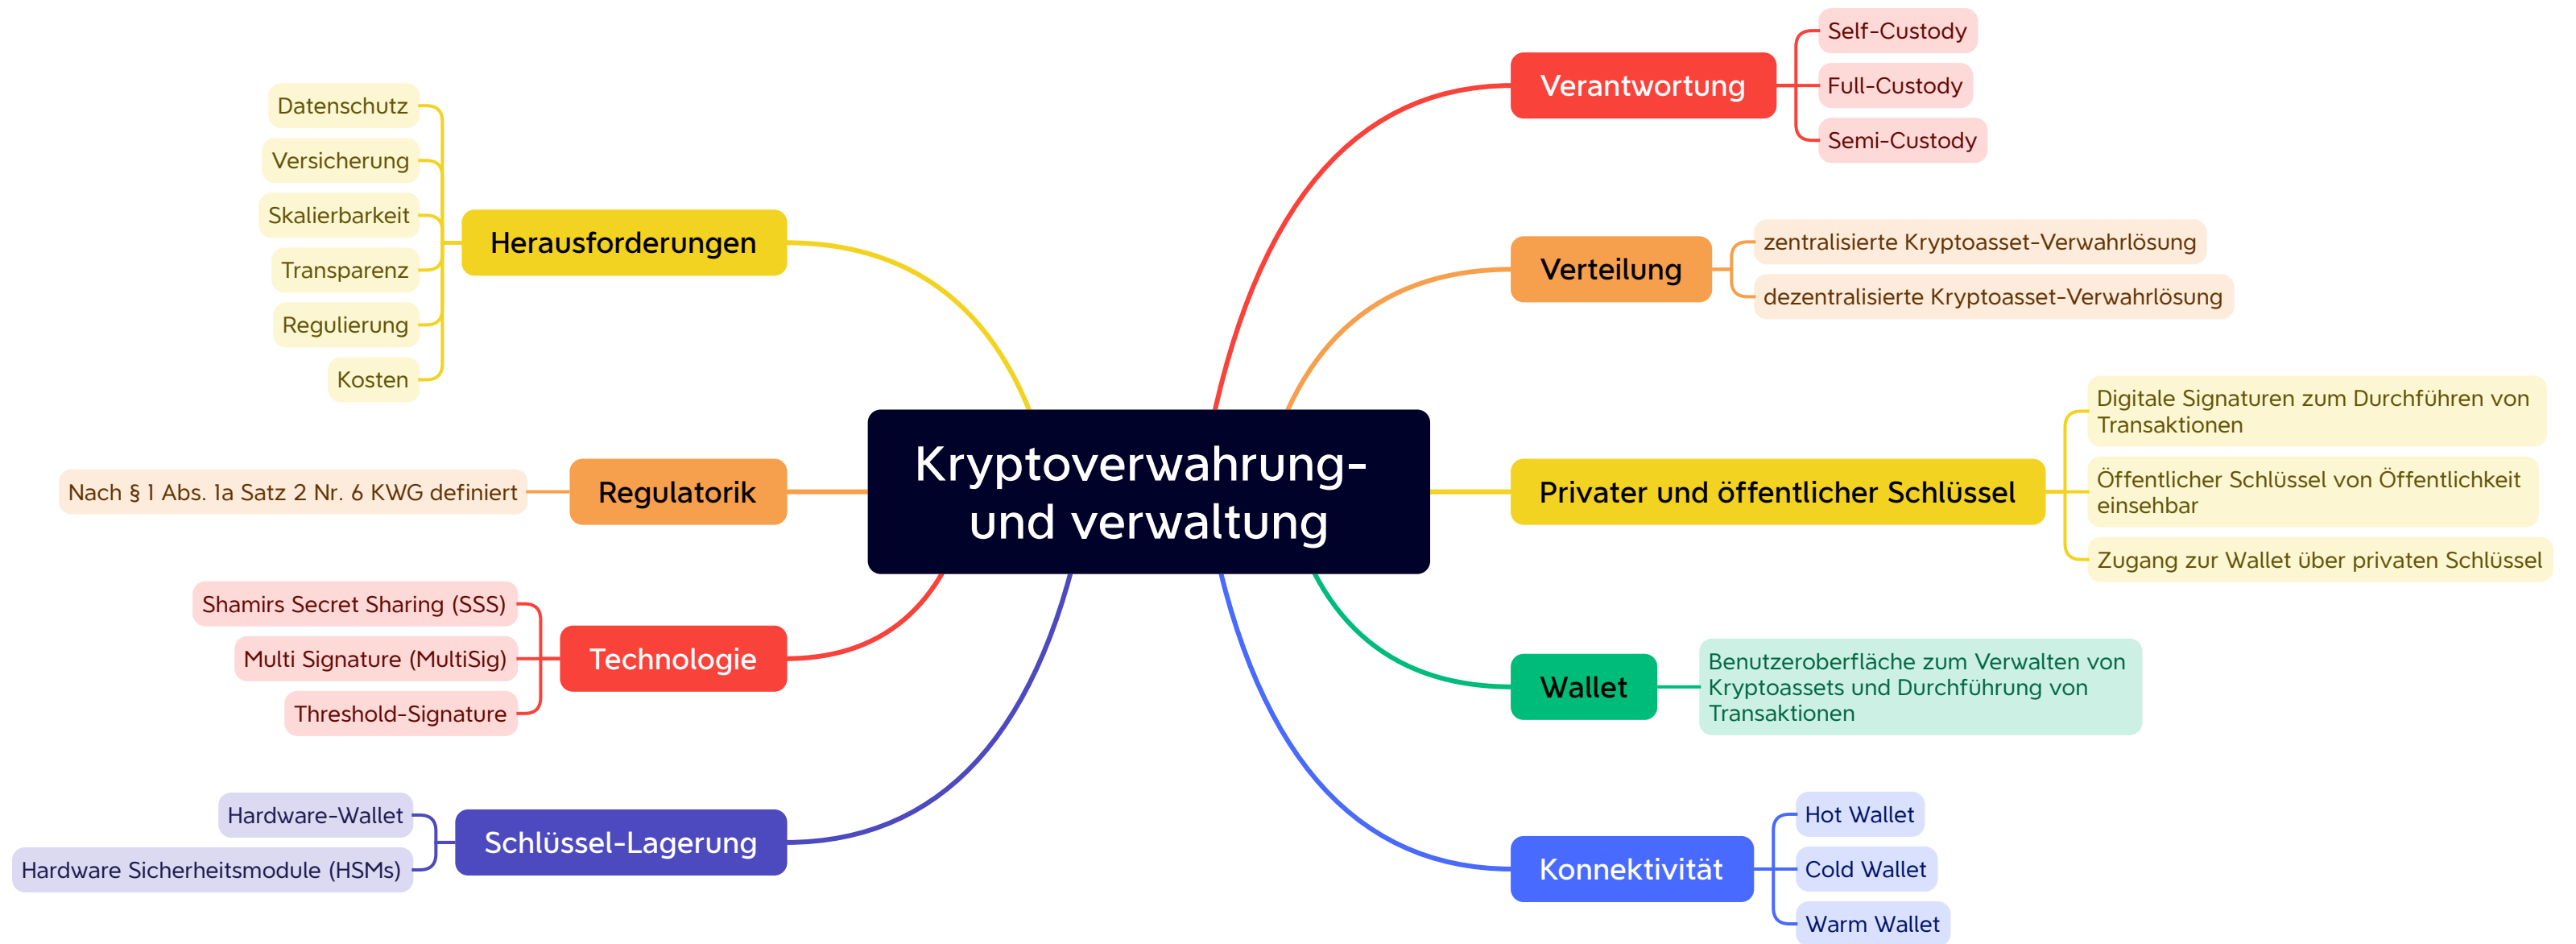 Kryptoverwahrung-
und verwaltung
Verantwortung
Self-Custody
Full-Custody
Semi-Custody
Verteilung
zentralisierte Kryptoasset-Verwahrlösung
dezentralisierte Kryptoasset-Verwahrlösung
Privater und öffentlicher Schlüssel
Digitale Signaturen zum Durchführen von
Transaktionen
Öffentlicher Schlüssel von Öffentlichkeit
einsehbar
Zugang zur Wallet über privaten Schlüssel
Wallet
Benutzeroberfläche zum Verwalten von
Kryptoassets und Durchführung von
Transaktionen
Konnektivität
Hot Wallet
Cold Wallet
Warm Wallet
Herausforderungen
Datenschutz
Versicherung
Skalierbarkeit
Transparenz
Regulierung
Kosten
Regulatorik
Nach § 1 Abs. 1a Satz 2 Nr. 6 KWG definiert
Technologie
Shamirs Secret Sharing (SSS)
Multi Signature (MultiSig)
Threshold-Signature
Schlüssel-Lagerung
Hardware-Wallet
Hardware Sicherheitsmodule (HSMs)